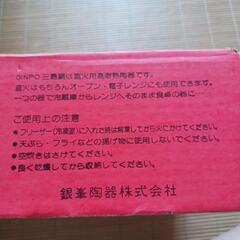 GINPO 三島鍋は直火用高耐熱陶器です。
直火はもちろんオーブン・電子レンジにも使用できます。
一つの器で冷蔵庫からレンジへそのまま食卓の器に…
ご使用上の注意
● フリーザー(冷凍室)に入れた時は解凍してから火にかけてください。
● 天ぷら・フライなどの揚げ物に使用しないでください。
● 空焚きはさけてください。
● 良く乾燥してから収納してください。
銀峯陶器株式会社